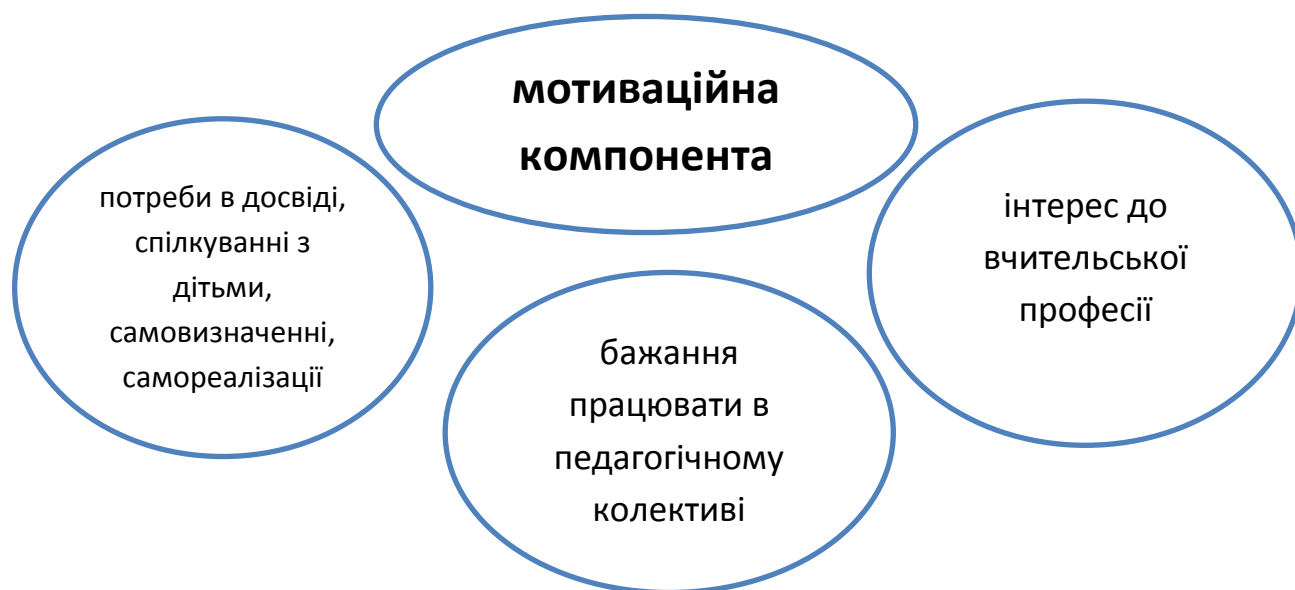 мотиваційна
компонента
потреби в досвіді,
спілкуванні з
дітьми,
самовизначенні,
самореалізації
бажання
працювати в
педагогічному
колективі
інтерес до
вчительської
професії